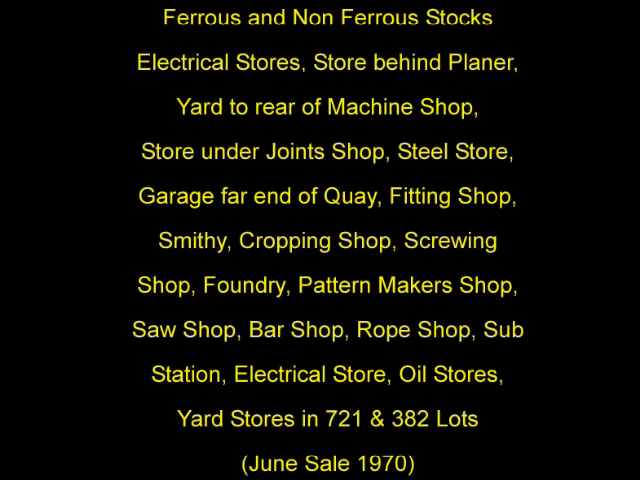 Ferrous and Non Ferrous Stocks
Electrical Stores, Store behind Planer,
Yard to rear of Machine Shop,
Store under Joints Shop, Steel Store,
Garage far end of Quay, Fitting Shop,
Smithy, Cropping Shop, Screwing
Shop, Foundry, Pattern Makers Shop,
Saw Shop, Bar Shop, Rope Shop, Sub
Station, Electrical Store, Oil Stores,
Yard Stores in 721 & 382 Lots
(June Sale 1970)